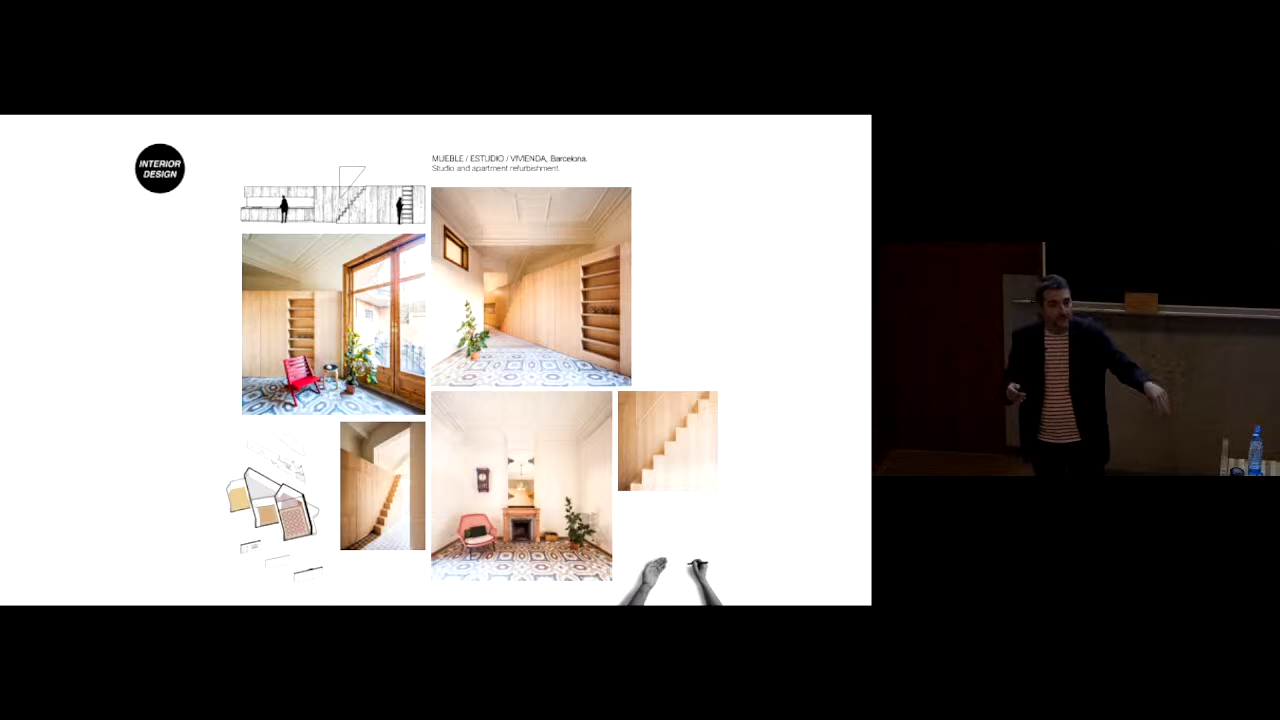 INTERIOR
DESIGN
MUEBLE / ESTUDIO / VIVIENDA, Barcelona.
Studio and apartment refurbishment.